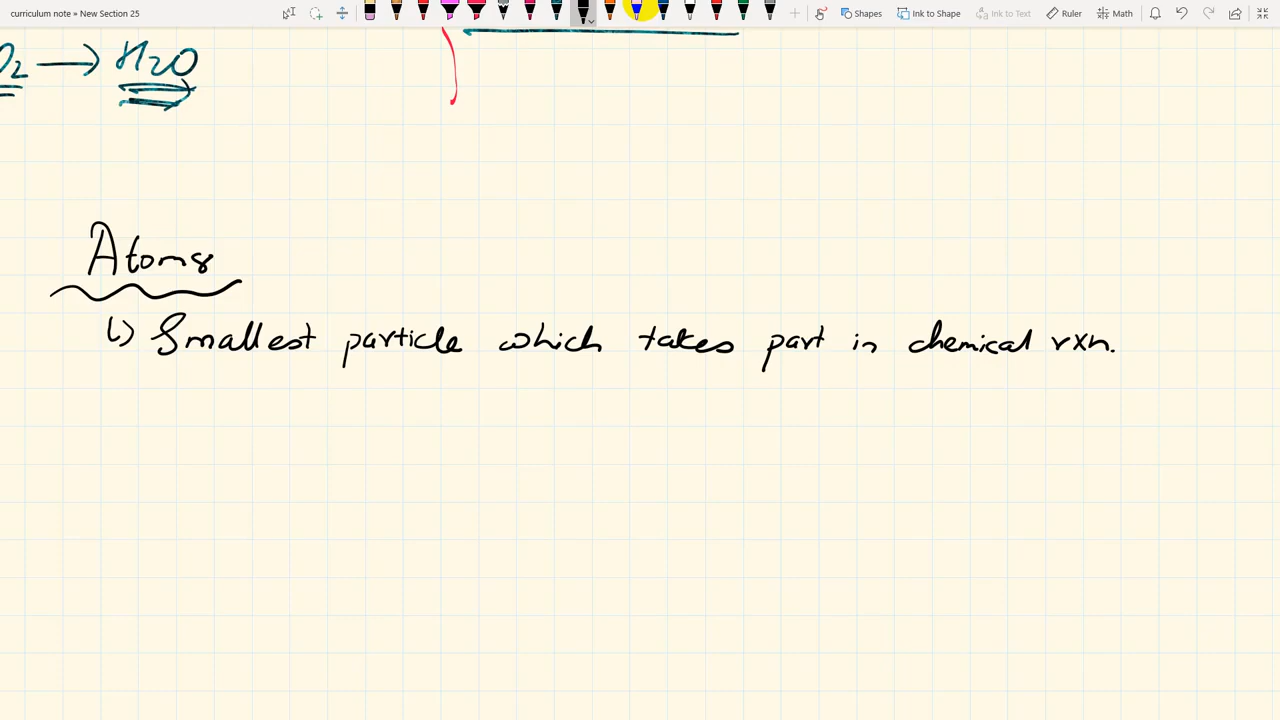 curriculum note » New Section 25
Shapes
Ink to Shape
Ink to Text
Ruler
Math
O2 → H2O
Atoms
↳ Smallest particle which takes part in chemical rxn.